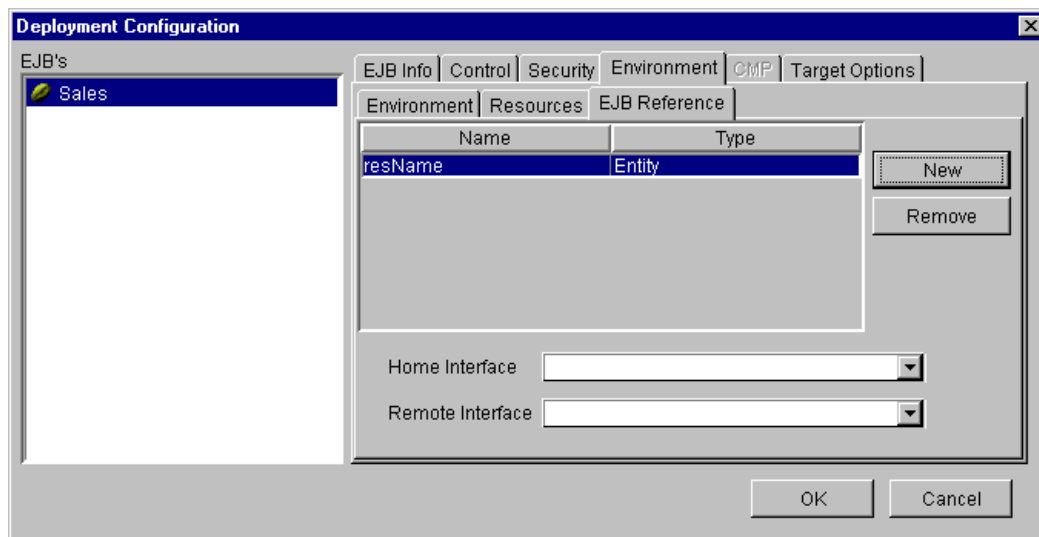 Deployment Configuration
EJB's
Sales
EJB Info Control Security Environment CMP Target Options
Environment Resources EJB Reference
Name Type
resName Entity
New
Remove
Home Interface
Remote Interface
OK Cancel